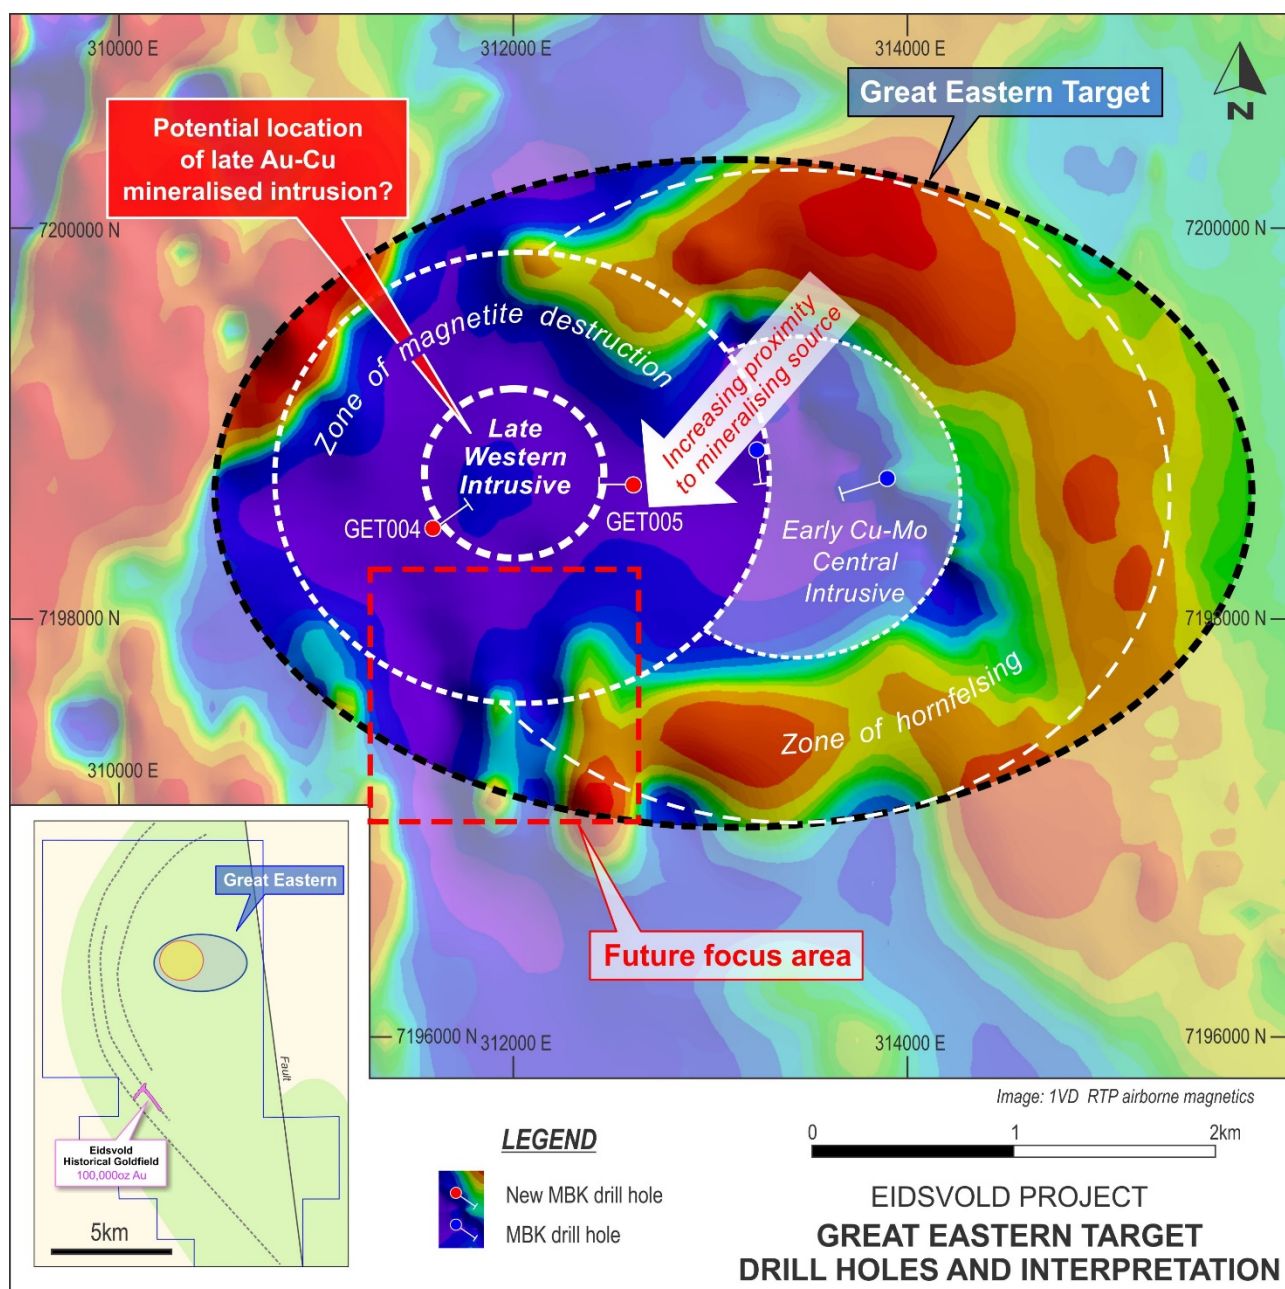 310000 E
312000 E
314000 E
Great Eastern Target
N
Potential location
of late Au-Cu
mineralised intrusion?
7200000 N
7200000 N
Zone of magnetite destruction
Increasing proximity
to mineralising source
Late
Western
Intrusive
GET004
GET005
Early Cu-Mo
Central
Intrusive
7198000 N
7198000 N
Zone of hornfelsing
310000 E
Future focus area
7196000 N
312000 E
314000 E
7196000 N
Great Eastern
Fault
Eidsvold
Historical Goldfield
100,000oz Au
5km
Image: 1VD RTP airborne magnetics
0
1
2km
LEGEND
New MBK drill hole
MBK drill hole
EIDSVOLD PROJECT
GREAT EASTERN TARGET
DRILL HOLES AND INTERPRETATION